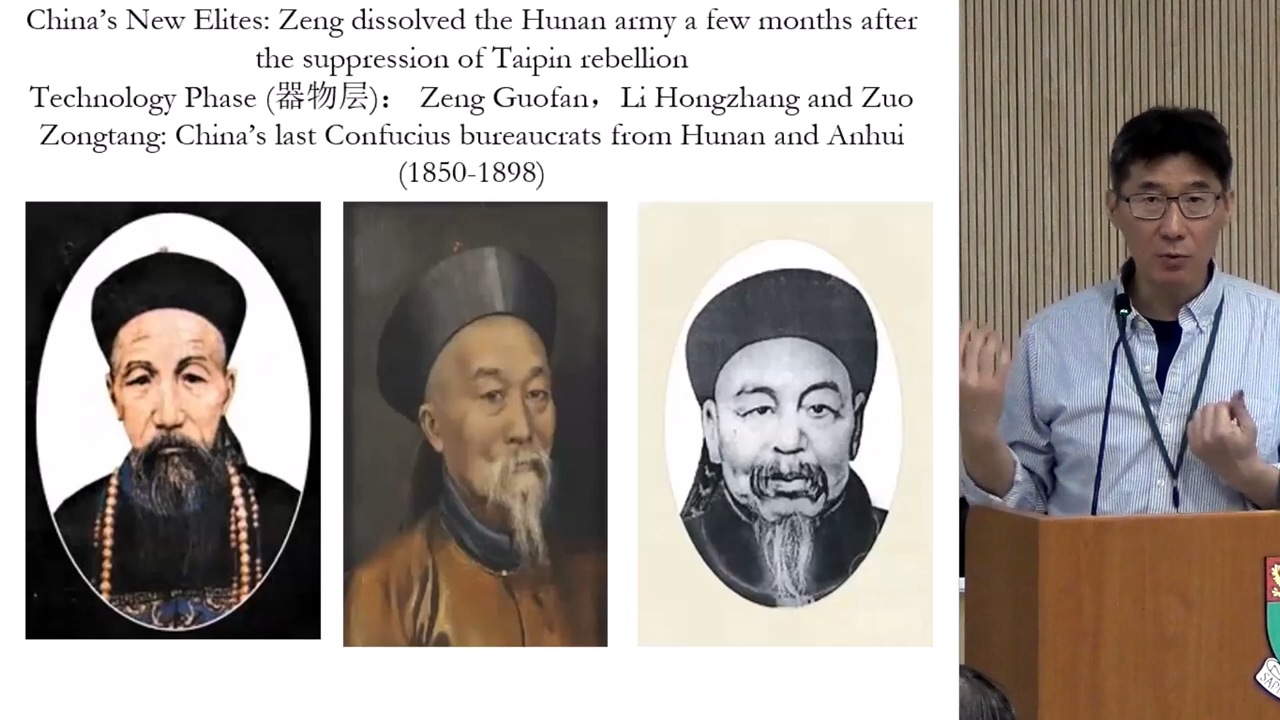 China's New Elites: Zeng dissolved the Hunan army a few months after
the suppression of Taipin rebellion
Technology Phase (器物层)： Zeng Guofan，Li Hongzhang and Zuo
Zongtang: China's last Confucius bureaucrats from Hunan and Anhui
(1850-1898)